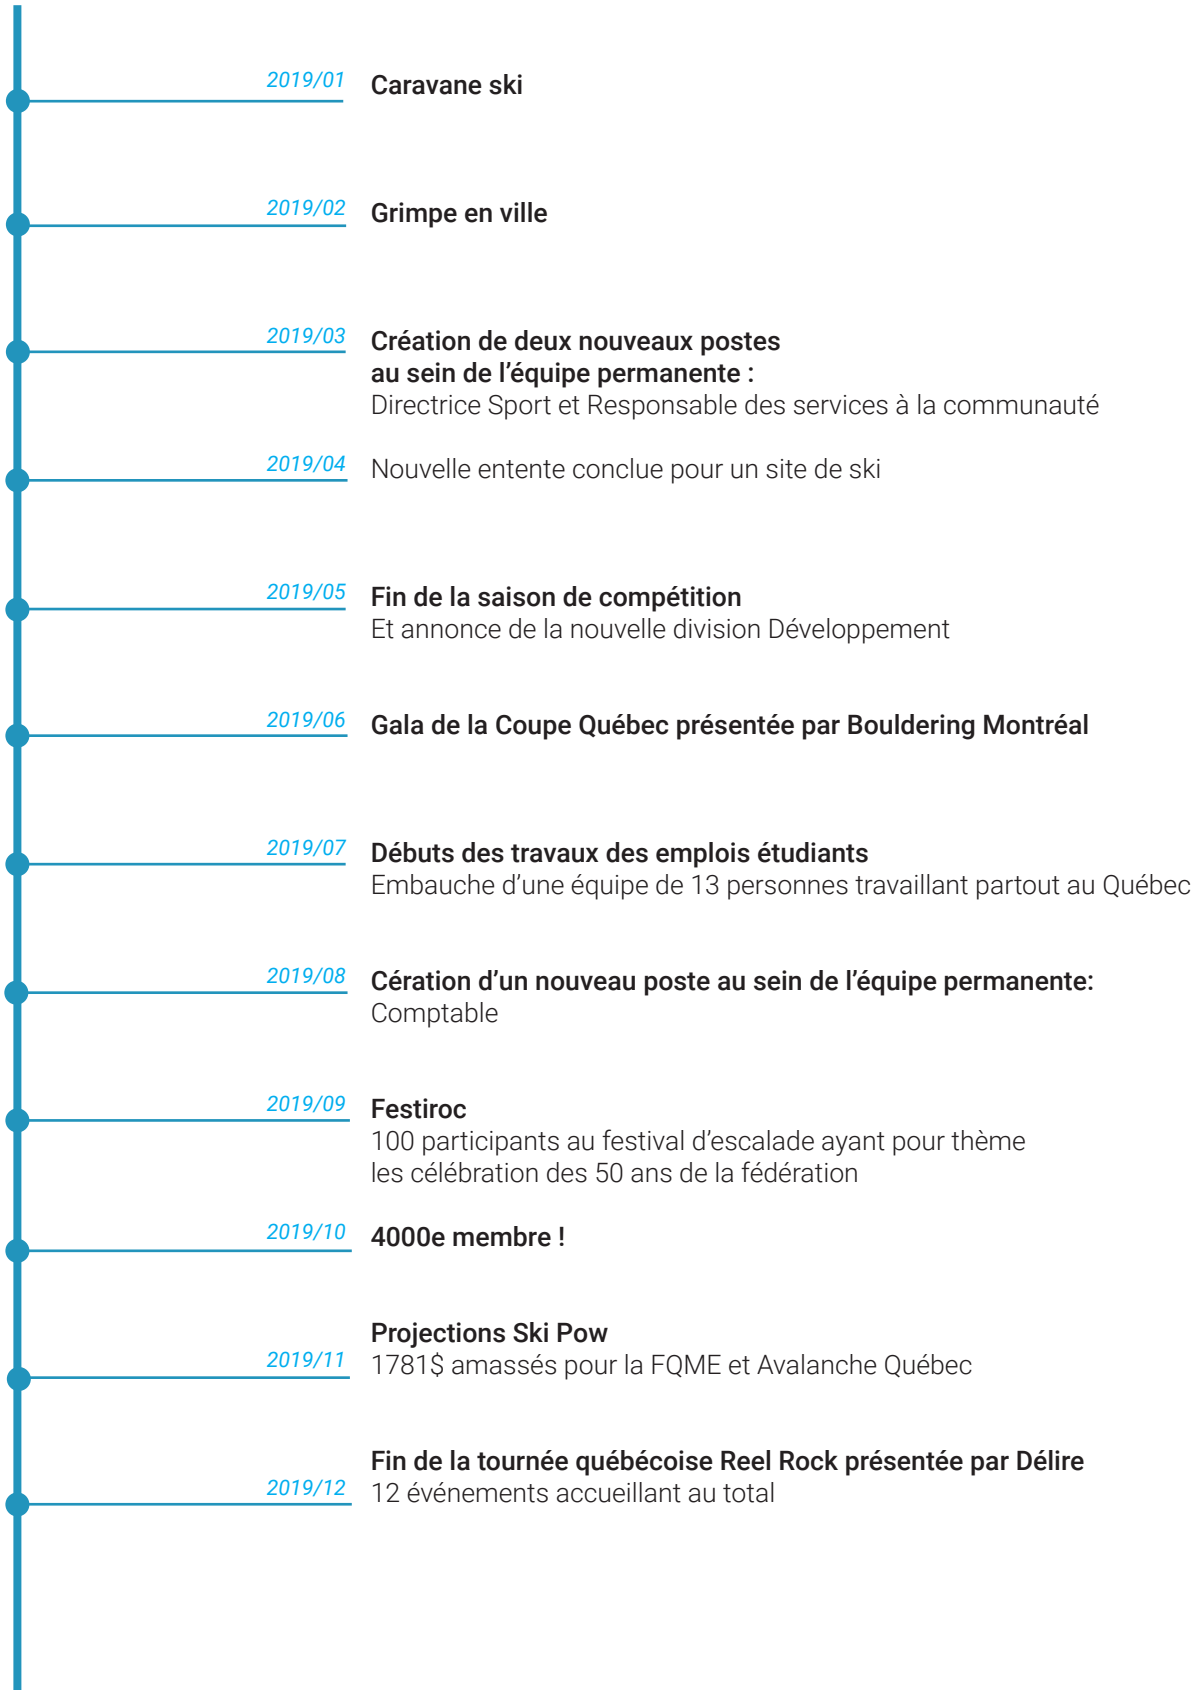 2019/01
Caravane ski
2019/02
Grimpe en ville
2019/03
Création de deux nouveaux postes
au sein de l’équipe permanente :
Directrice Sport et Responsable des services à la communauté
2019/04
Nouvelle entente conclue pour un site de ski
2019/05
Fin de la saison de compétition
Et annonce de la nouvelle division Développement
2019/06
Gala de la Coupe Québec présentée par Bouldering Montréal
2019/07
Débuts des travaux des emplois étudiants
Embauche d’une équipe de 13 personnes travaillant partout au Québec
2019/08
Cération d’un nouveau poste au sein de l’équipe permanente:
Comptable
2019/09
Festiroc
100 participants au festival d’escalade ayant pour thème
les célébration des 50 ans de la fédération
2019/10
4000e membre !
Projections Ski Pow
2019/11
1781$ amassés pour la FQME et Avalanche Québec
Fin de la tournée québécoise Reel Rock présentée par Délire
2019/12
12 événements accueillant au total